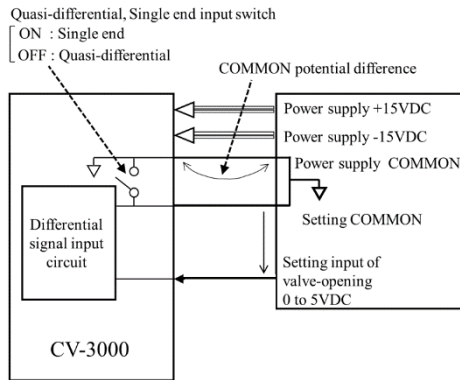 Quasi-differential, Single end input switch
ON : Single end
OFF : Quasi-differential
COMMON potential difference
Power supply +15VDC
Power supply -15VDC
Power supply COMMON
Setting COMMON
Differential
signal input
circuit
Setting input of
valve-opening
0 to 5VDC
CV-3000